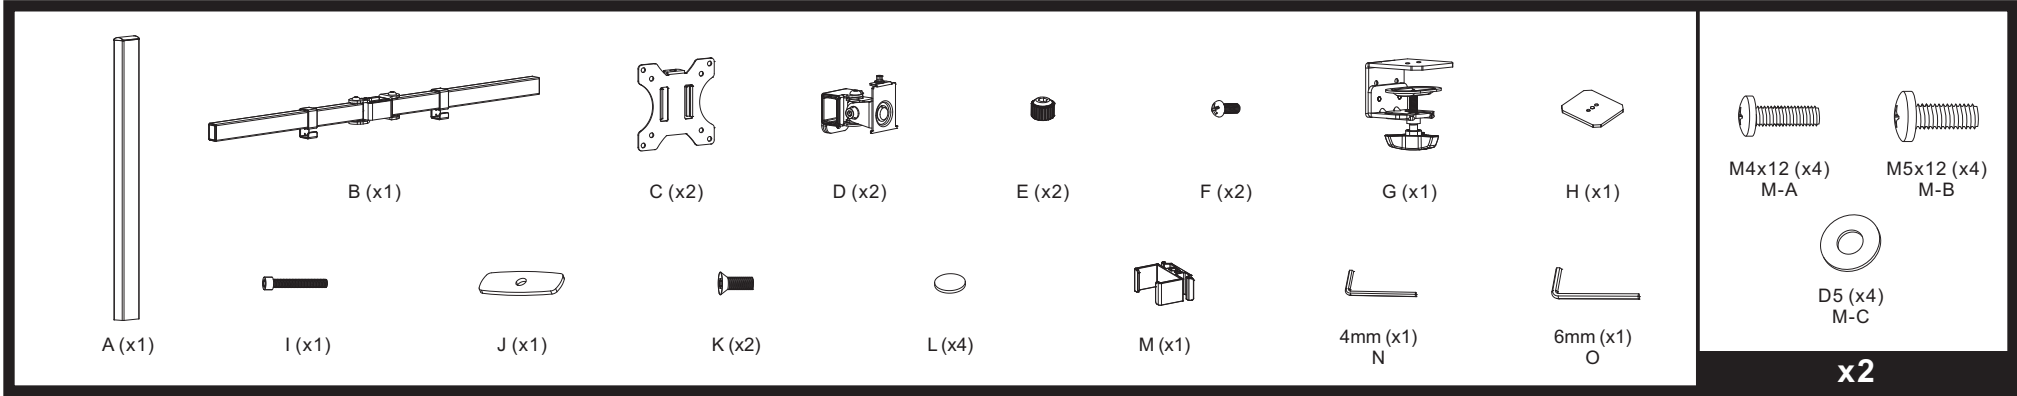 B (x1)
C (x2)
D (x2)
E (x2)
F (x2)
G (x1)
H (x1)
A (x1)
I (x1)
J (x1)
K (x2)
L (x4)
M (x1)
4mm (x1)
N
6mm (x1)
O
M4x12 (x4)
M-A
M5x12 (x4)
M-B
D5 (x4)
M-C
x2